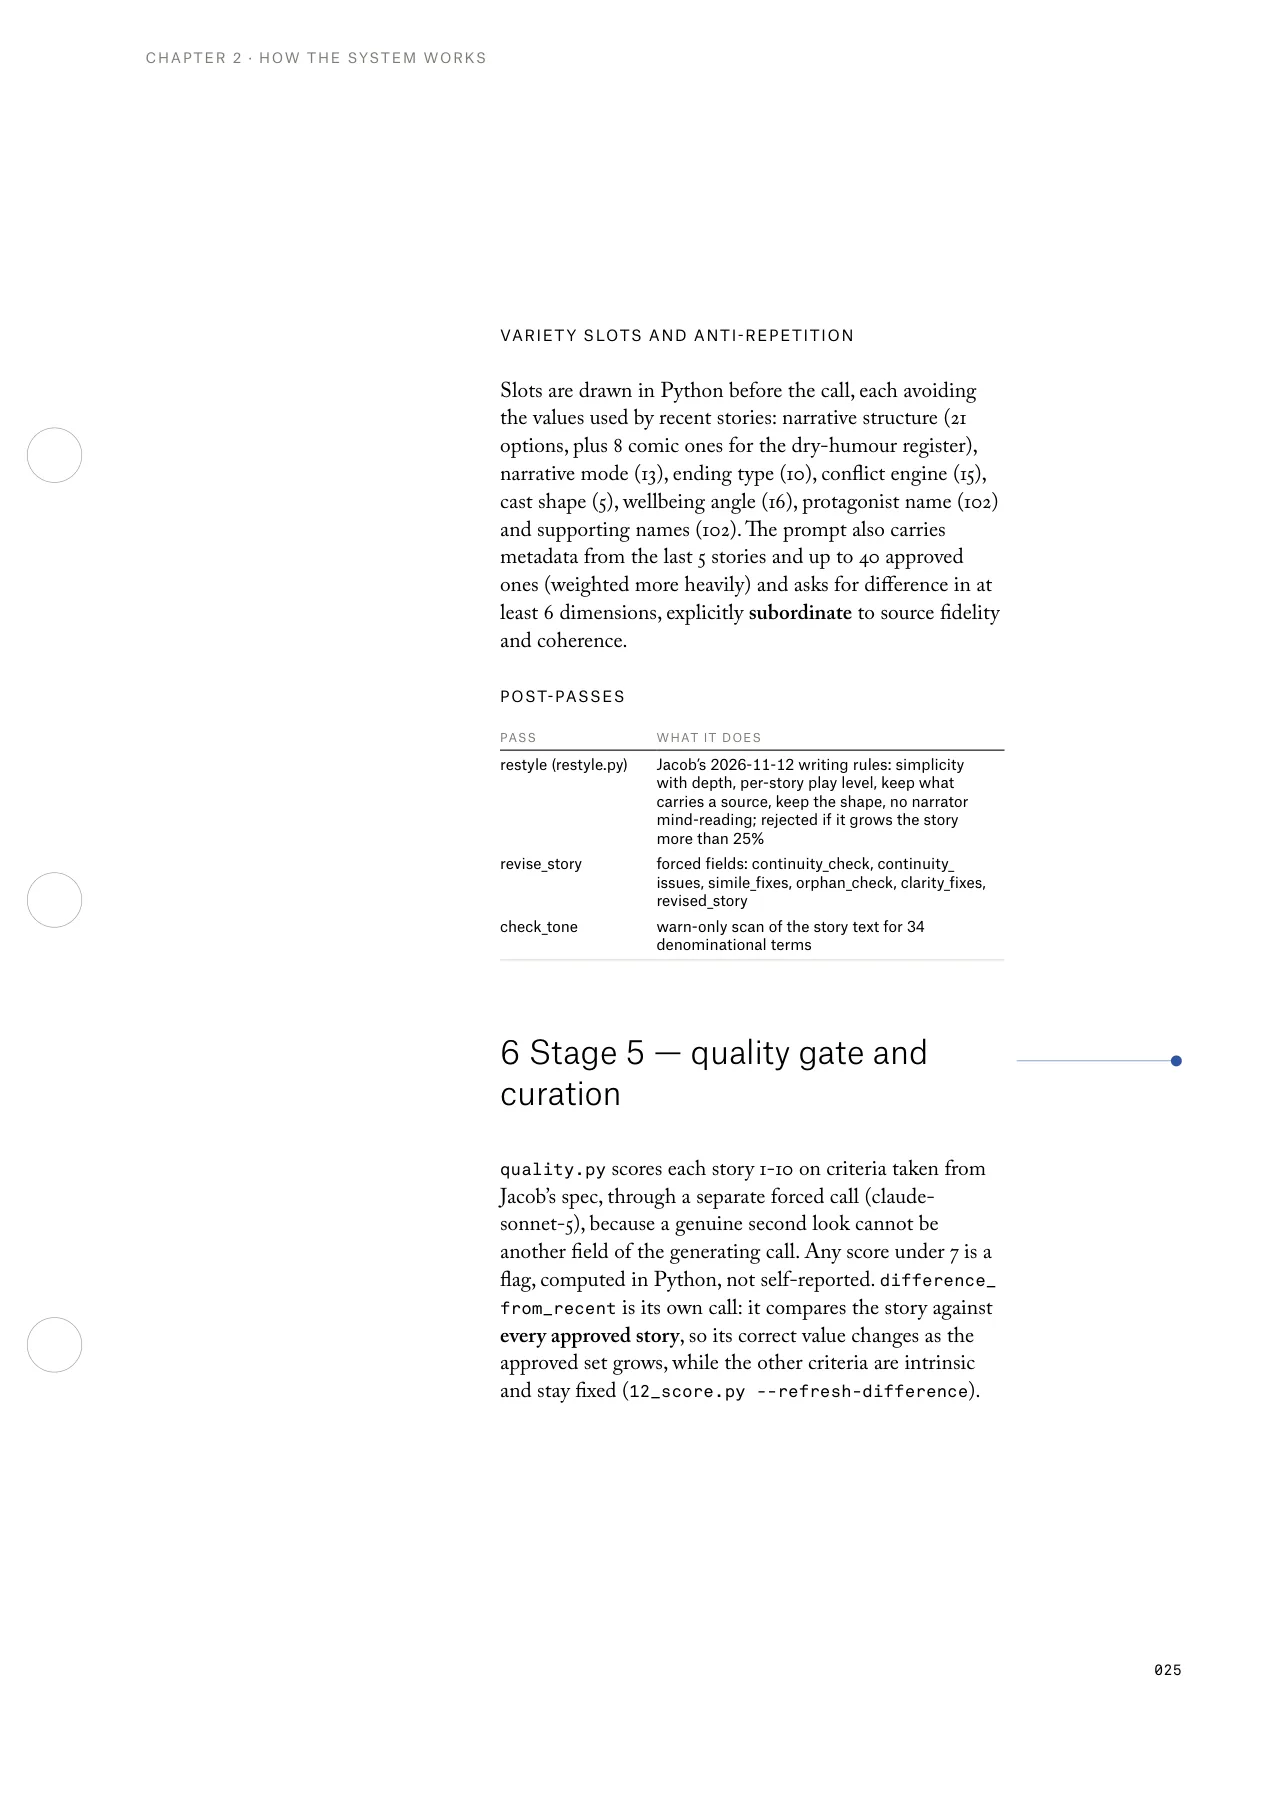 CHAPTER 2 · HOW THE SYSTEM WORKS
VARIETY SLOTS AND ANTI-REPETITION
Slots are drawn in Python before the call, each avoiding
the values used by recent stories: narrative structure (21
options, plus 8 comic ones for the dry-humour register),
narrative mode (13), ending type (10), conflict engine (15),
cast shape (5), wellbeing angle (16), protagonist name (102)
and supporting names (102). The prompt also carries
metadata from the last 5 stories and up to 40 approved
ones (weighted more heavily) and asks for difference in at
least 6 dimensions, explicitly subordinate to source fidelity
and coherence.
POST-PASSES
PASS WHAT IT DOES
restyle (restyle.py) Jacob’s 2026-11-12 writing rules: simplicity
with depth, per-story play level, keep what
carries a source, keep the shape, no narrator
mind-reading; rejected if it grows the story
more than 25%
revise_story forced fields: continuity_check, continuity_
issues, simile_fixes, orphan_check, clarity_fixes,
revised_story
check_tone warn-only scan of the story text for 34
denominational terms
6 Stage 5 — quality gate and
curation
quality.py scores each story 1-10 on criteria taken from
Jacob’s spec, through a separate forced call (claude-
sonnet-5), because a genuine second look cannot be
another field of the generating call. Any score under 7 is a
flag, computed in Python, not self-reported. difference_
from_recent is its own call: it compares the story against
every approved story, so its correct value changes as the
approved set grows, while the other criteria are intrinsic
and stay fixed (12_score.py --refresh-difference).
025